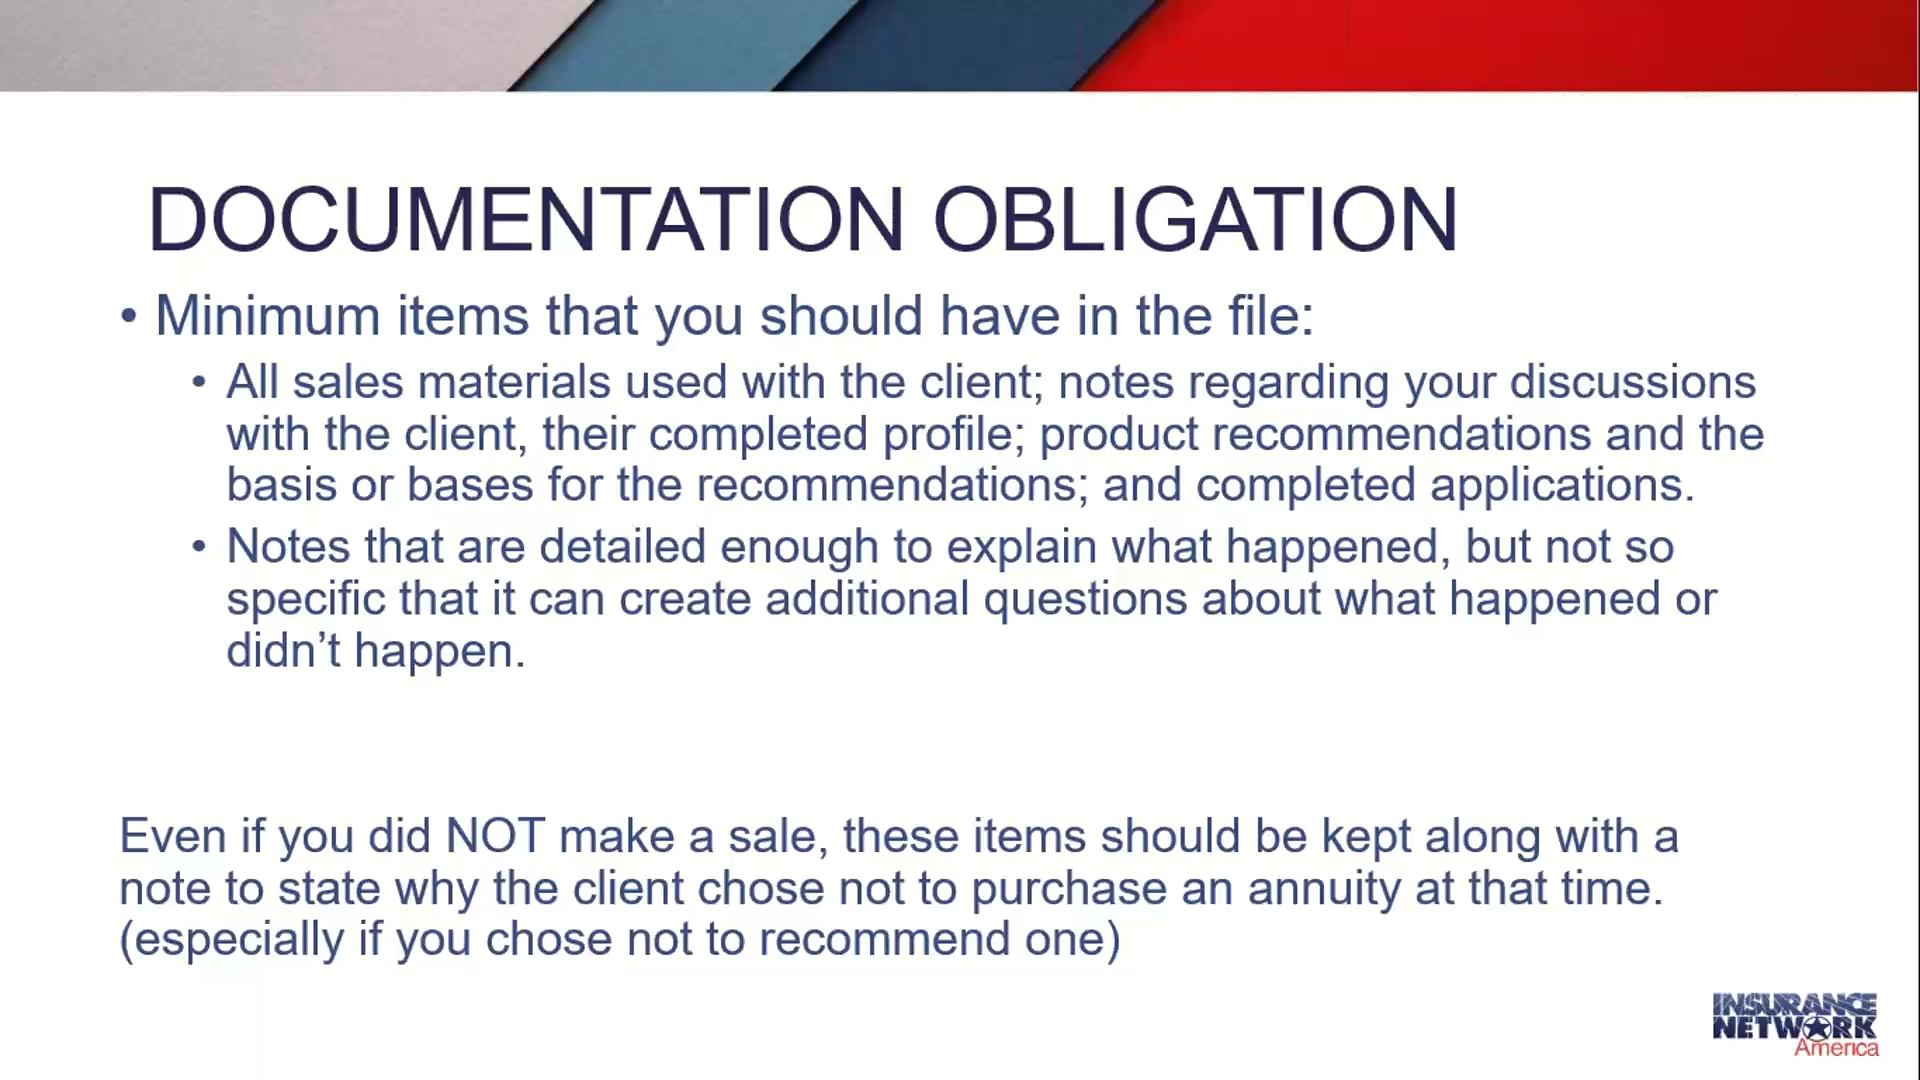 DOCUMENTATION OBLIGATION
• Minimum items that you should have in the file:
• All sales materials used with the client; notes regarding your discussions
with the client, their completed profile; product recommendations and the
basis or bases for the recommendations; and completed applications.
• Notes that are detailed enough to explain what happened, but not so
specific that it can create additional questions about what happened or
didn’t happen.
Even if you did NOT make a sale, these items should be kept along with a
note to state why the client chose not to purchase an annuity at that time.
(especially if you chose not to recommend one)
INSURANCE
NETWORK
America